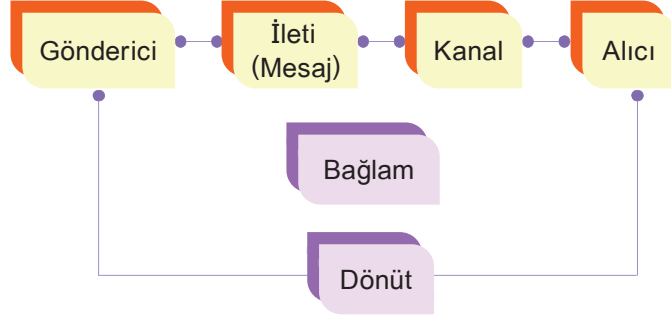 Gönderici
İleti
(Mesaj)
Kanal
Alıcı
Bağlam
Dönüt